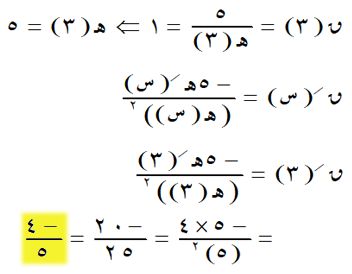 ق(٣) = ٥/هـ(٣) = ١ ⇐ هـ(٣) = ٥
قَ(س) = −٥هـَ(س)/(هـ(س))^٢
قَ(٣) = −٥هـَ(٣)/(هـ(٣))^٢
= −٥×٤/(٥)^٢ = −٢٠/٢٥ = −٤/٥